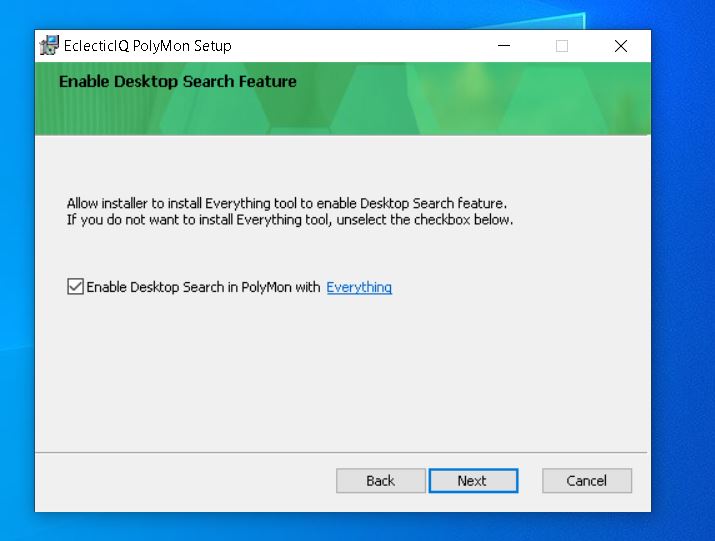 EclecticIQ PolyMon Setup
Enable Desktop Search Feature
Allow installer to install Everything tool to enable Desktop Search feature.
If you do not want to install Everything tool, unselect the checkbox below.
Enable Desktop Search in PolyMon with Everything
Back Next Cancel